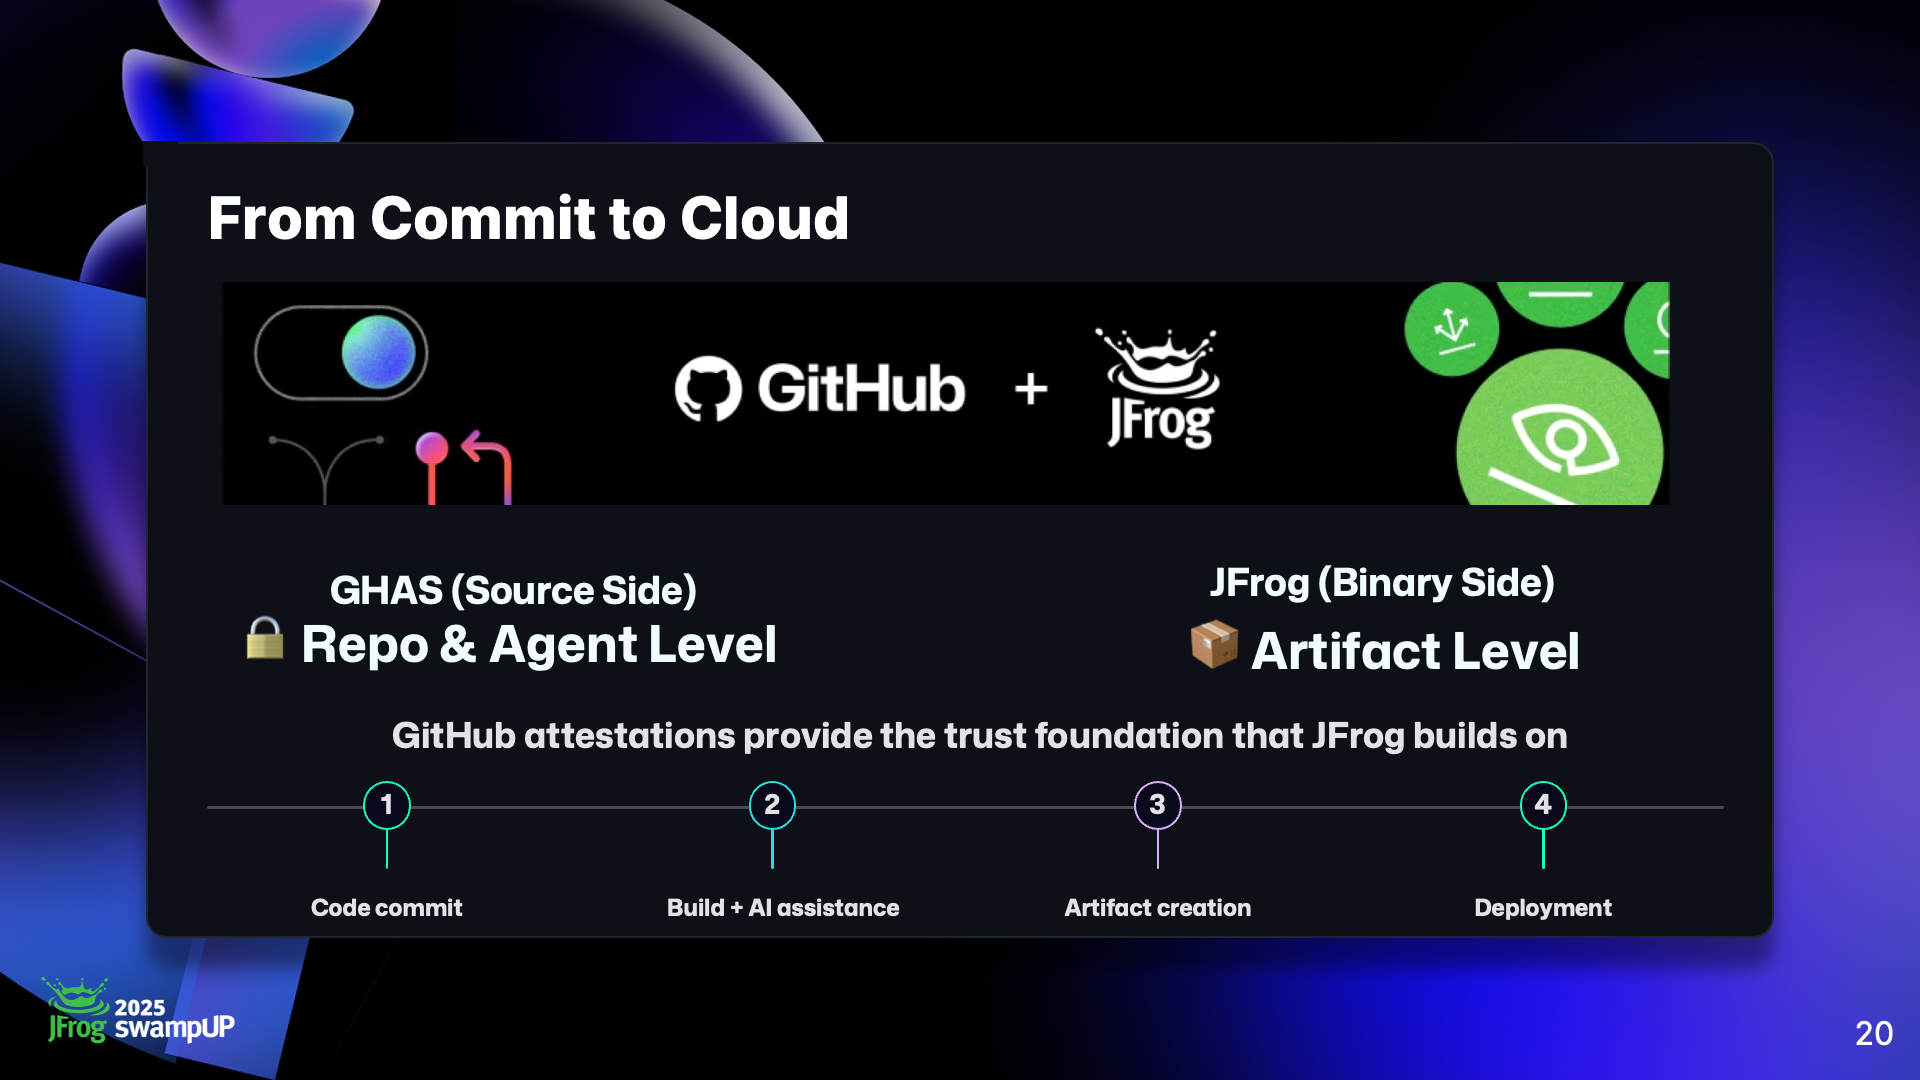 From Commit to Cloud
GitHub + JFrog
GHAS (Source Side)
🔒 Repo & Agent Level
JFrog (Binary Side)
📦 Artifact Level
GitHub attestations provide the trust foundation that JFrog builds on
1 2 3 4
Code commit Build + AI assistance Artifact creation Deployment
JFrog 2025 swampUP
20